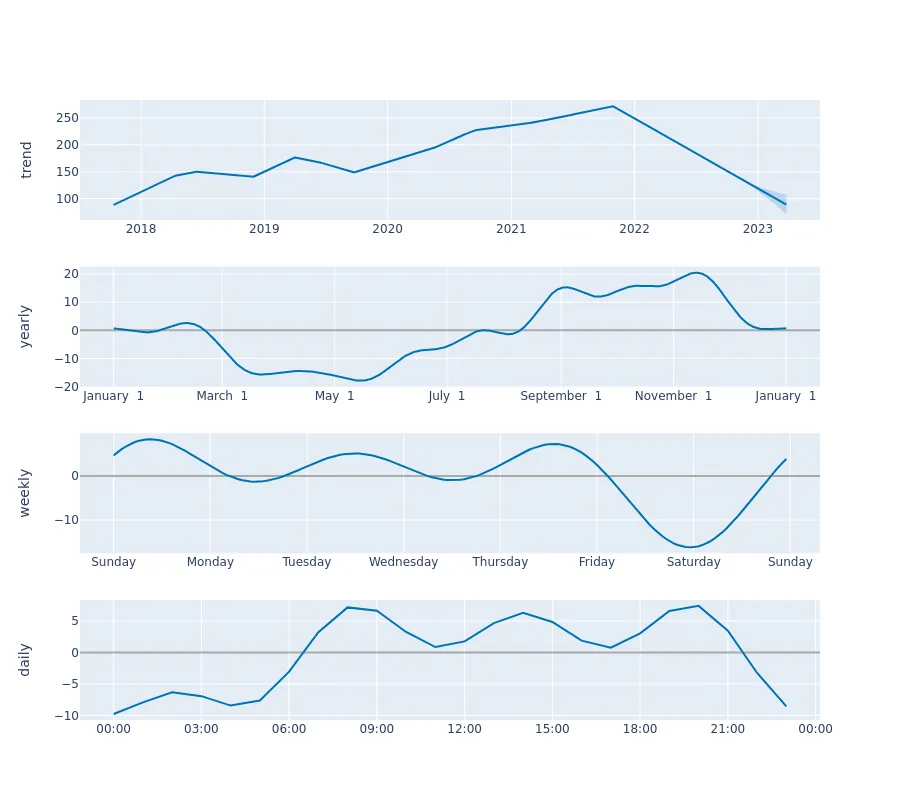 trend
250
200
150
100
2018 2019 2020 2021 2022 2023
yearly
20
10
0
−10
−20
January 1 March 1 May 1 July 1 September 1 November 1 January 1
weekly
0
−10
Sunday Monday Tuesday Wednesday Thursday Friday Saturday Sunday
daily
5
0
−5
−10
00:00 03:00 06:00 09:00 12:00 15:00 18:00 21:00 00:00